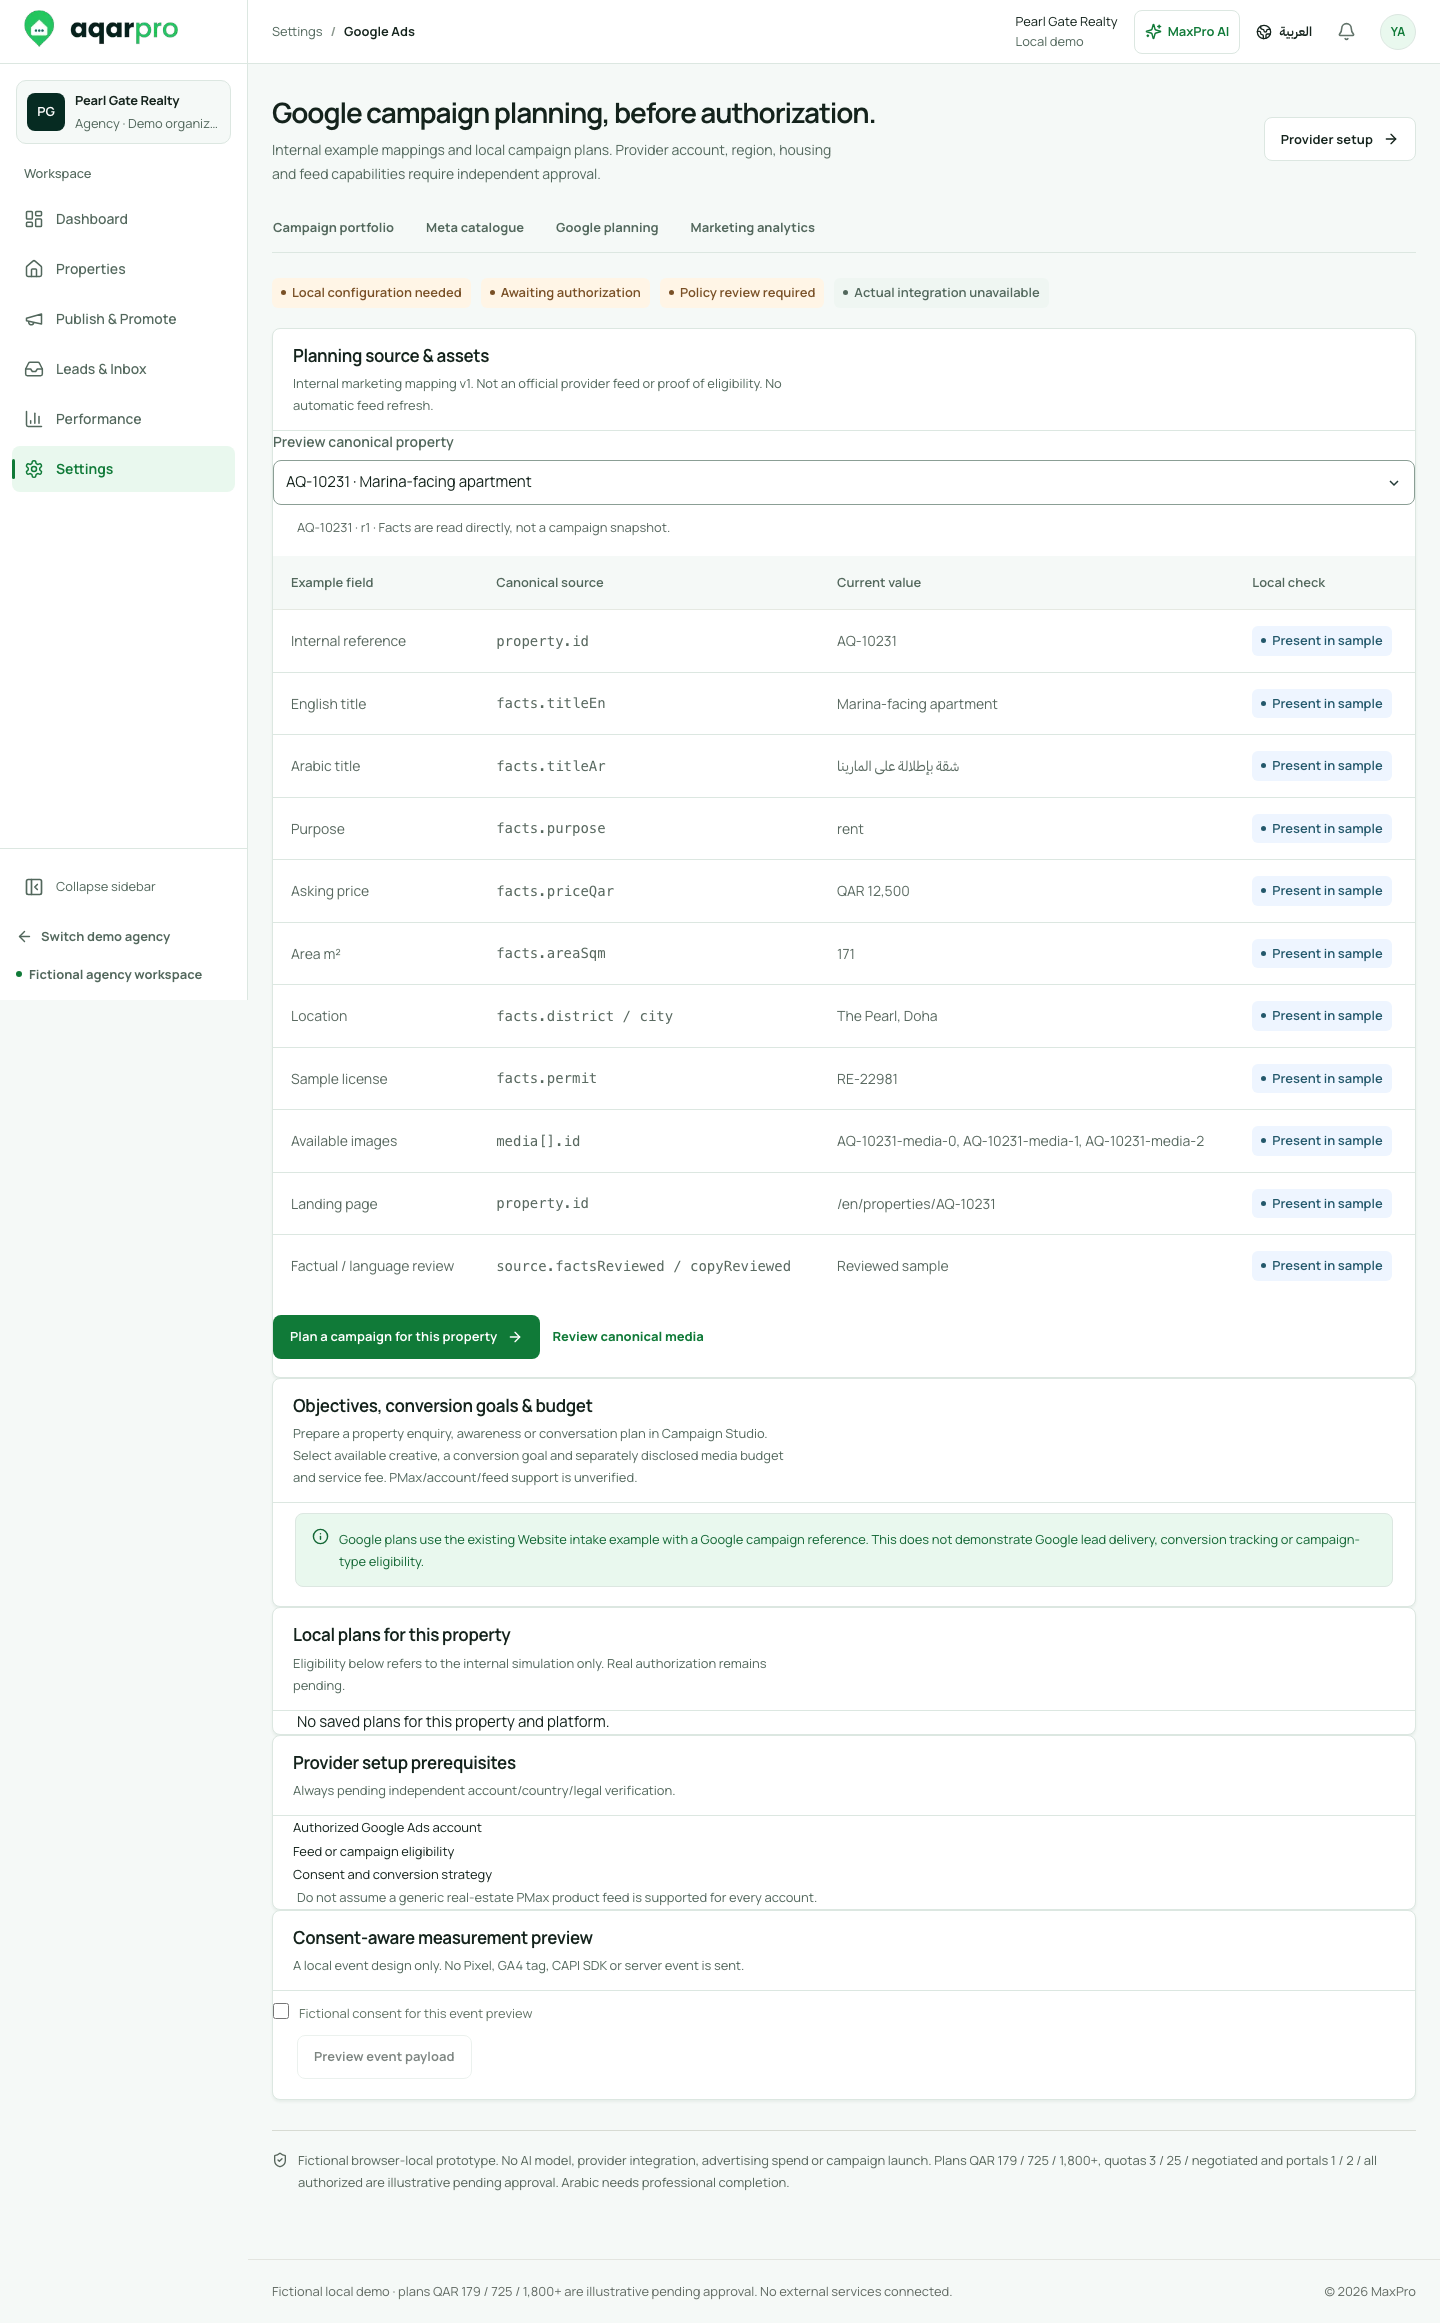 aqarpro
Settings / Google Ads
Pearl Gate Realty
Local demo
MaxPro AI
العربية
YA
PG
Pearl Gate Realty
Agency · Demo organiz...
Workspace
Dashboard
Properties
Publish & Promote
Leads & Inbox
Performance
Settings
Collapse sidebar
Switch demo agency
Fictional agency workspace
Google campaign planning, before authorization.
Internal example mappings and local campaign plans. Provider account, region, housing
and feed capabilities require independent approval.
Provider setup
Campaign portfolio Meta catalogue Google planning Marketing analytics
Local configuration needed Awaiting authorization Policy review required Actual integration unavailable
Planning source & assets
Internal marketing mapping v1. Not an official provider feed or proof of eligibility. No
automatic feed refresh.
Preview canonical property
AQ-10231 · Marina-facing apartment
AQ-10231 · r1 · Facts are read directly, not a campaign snapshot.
Example field Canonical source Current value Local check
Internal reference property.id AQ-10231 Present in sample
English title facts.titleEn Marina-facing apartment Present in sample
Arabic title facts.titleAr شقة بإطلالة على المارينا Present in sample
Purpose facts.purpose rent Present in sample
Asking price facts.priceQar QAR 12,500 Present in sample
Area m² facts.areaSqm 171 Present in sample
Location facts.district / city The Pearl, Doha Present in sample
Sample license facts.permit RE-22981 Present in sample
Available images media[].id AQ-10231-media-0, AQ-10231-media-1, AQ-10231-media-2 Present in sample
Landing page property.id /en/properties/AQ-10231 Present in sample
Factual / language review source.factsReviewed / copyReviewed Reviewed sample Present in sample
Plan a campaign for this property Review canonical media
Objectives, conversion goals & budget
Prepare a property enquiry, awareness or conversation plan in Campaign Studio.
Select available creative, a conversion goal and separately disclosed media budget
and service fee. PMax/account/feed support is unverified.
Google plans use the existing Website intake example with a Google campaign reference. This does not demonstrate Google lead delivery, conversion tracking or campaign-
type eligibility.
Local plans for this property
Eligibility below refers to the internal simulation only. Real authorization remains
pending.
No saved plans for this property and platform.
Provider setup prerequisites
Always pending independent account/country/legal verification.
Authorized Google Ads account
Feed or campaign eligibility
Consent and conversion strategy
Do not assume a generic real-estate PMax product feed is supported for every account.
Consent-aware measurement preview
A local event design only. No Pixel, GA4 tag, CAPI SDK or server event is sent.
Fictional consent for this event preview
Preview event payload
Fictional browser-local prototype. No AI model, provider integration, advertising spend or campaign launch. Plans QAR 179 / 725 / 1,800+, quotas 3 / 25 / negotiated and portals 1 / 2 / all
authorized are illustrative pending approval. Arabic needs professional completion.
Fictional local demo · plans QAR 179 / 725 / 1,800+ are illustrative pending approval. No external services connected.
© 2026 MaxPro